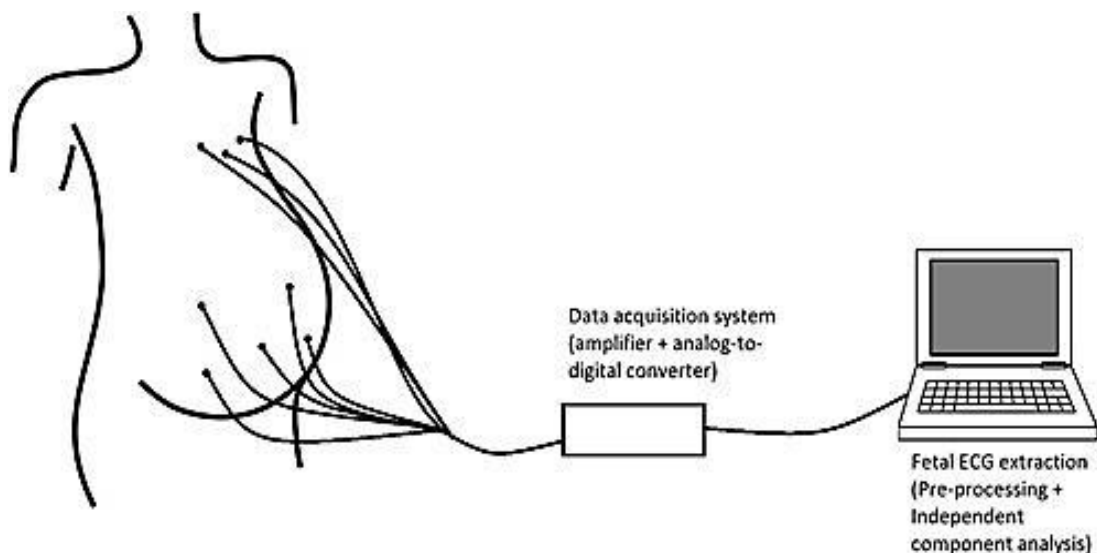 Data acquisition system
(amplifier + analog-to-
digital converter)
Fetal ECG extraction
(Pre-processing +
Independent
component analysis)